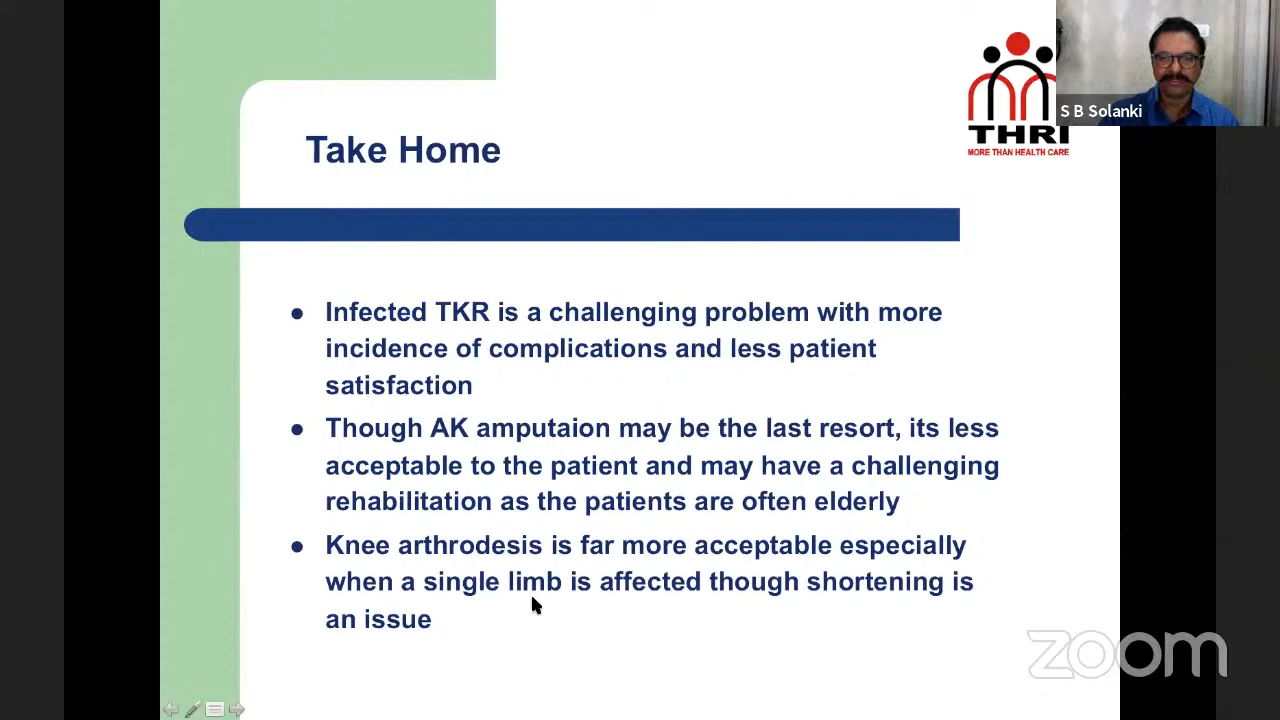 S B Solanki
THRI
MORE THAN HEALTH CARE
Take Home
Infected TKR is a challenging problem with more
incidence of complications and less patient
satisfaction
Though AK amputaion may be the last resort, its less
acceptable to the patient and may have a challenging
rehabilitation as the patients are often elderly
Knee arthrodesis is far more acceptable especially
when a single limb is affected though shortening is
an issue
zoom